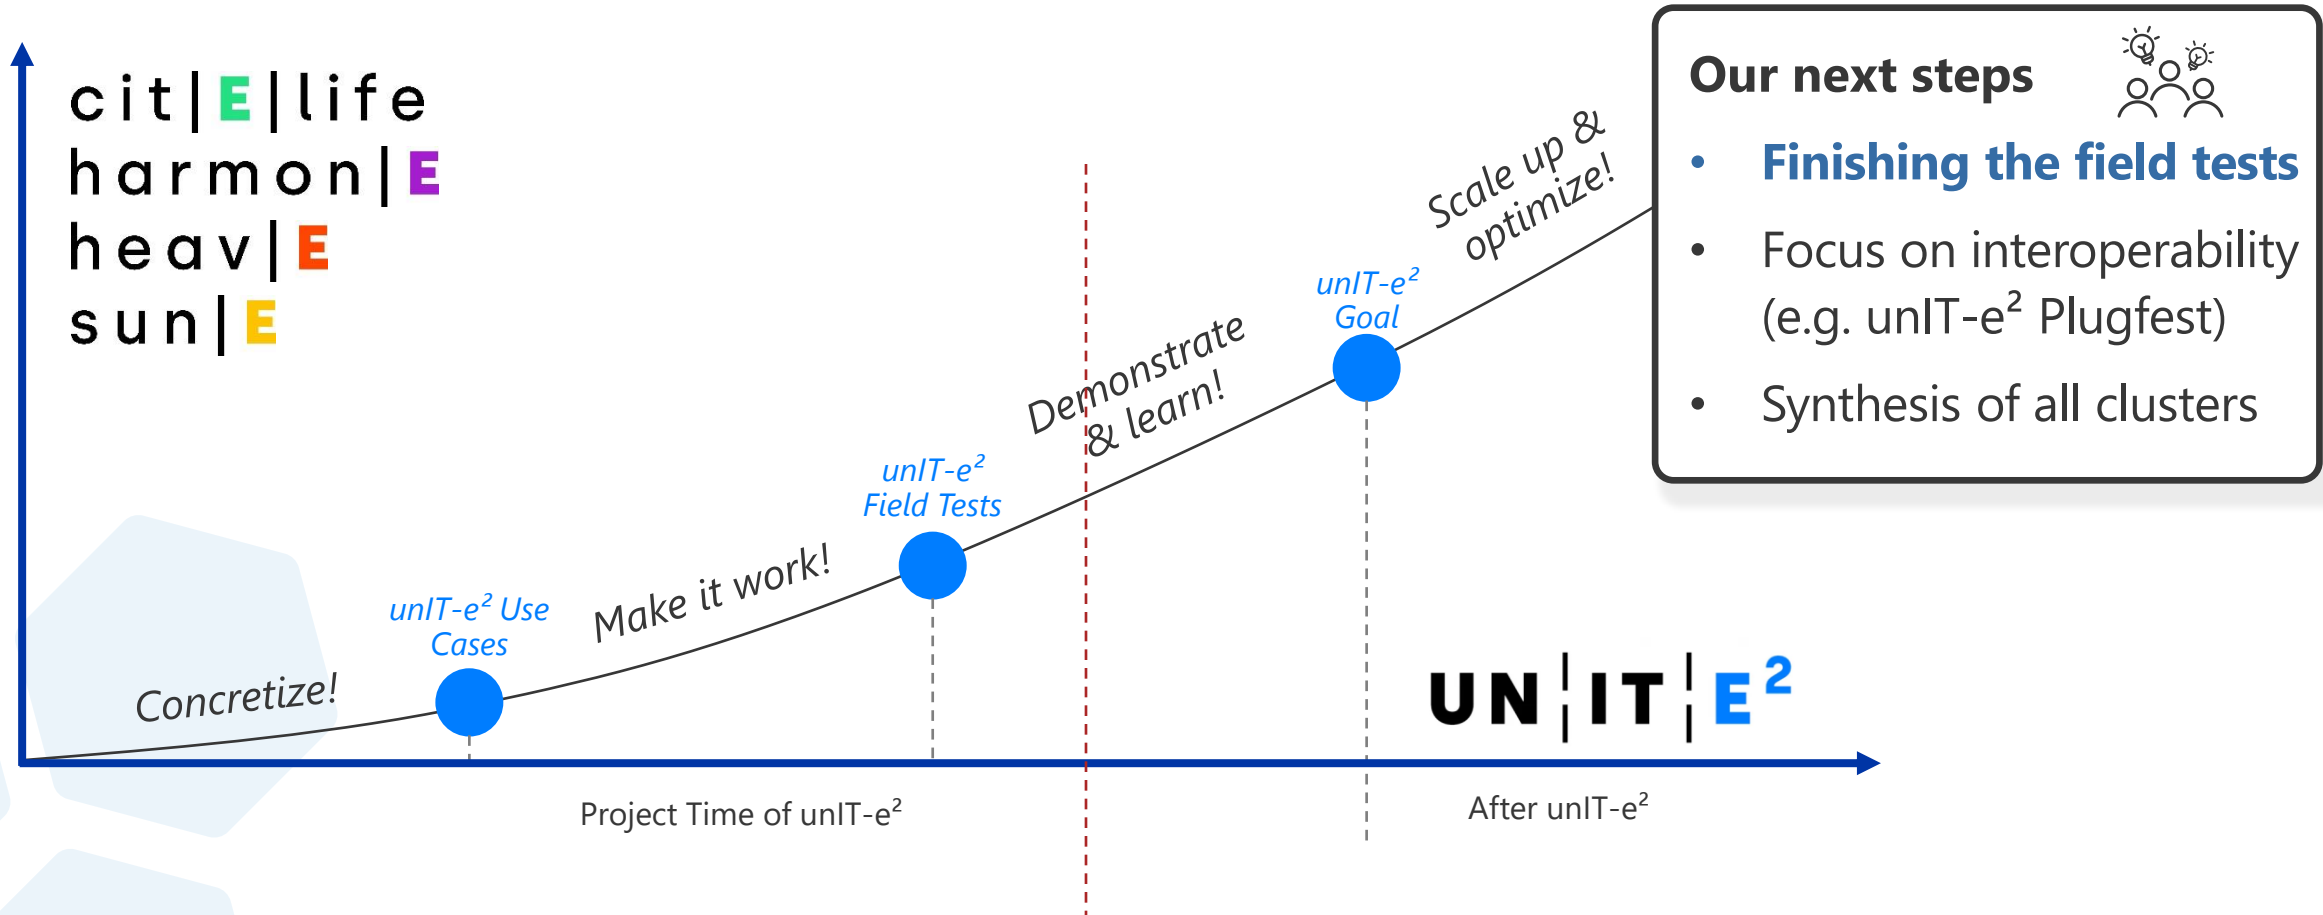 cit|E|life
harmon|E
heav|E
sun|E
Concretize!
unIT-e² Use
Cases
Make it work!
unIT-e²
Field Tests
Demonstrate
& learn!
unIT-e²
Goal
Scale up &
optimize!
Our next steps
• Finishing the field tests
• Focus on interoperability
(e.g. unIT-e² Plugfest)
• Synthesis of all clusters
UN|IT|E²
Project Time of unIT-e²
After unIT-e²